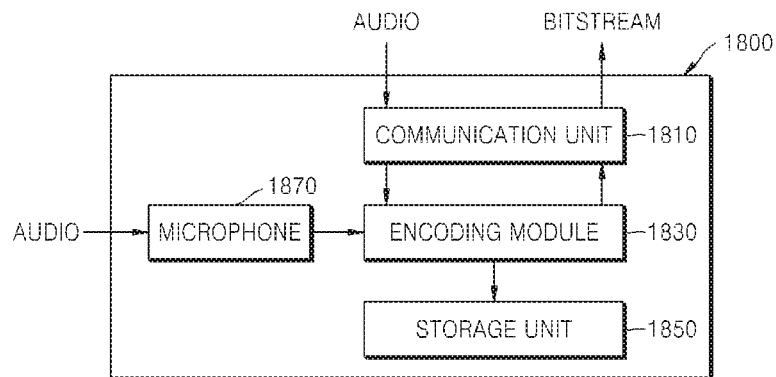 AUDIO BITSTREAM
1800
COMMUNICATION UNIT 1810
1870
AUDIO MICROPHONE ENCODING MODULE 1830
STORAGE UNIT 1850